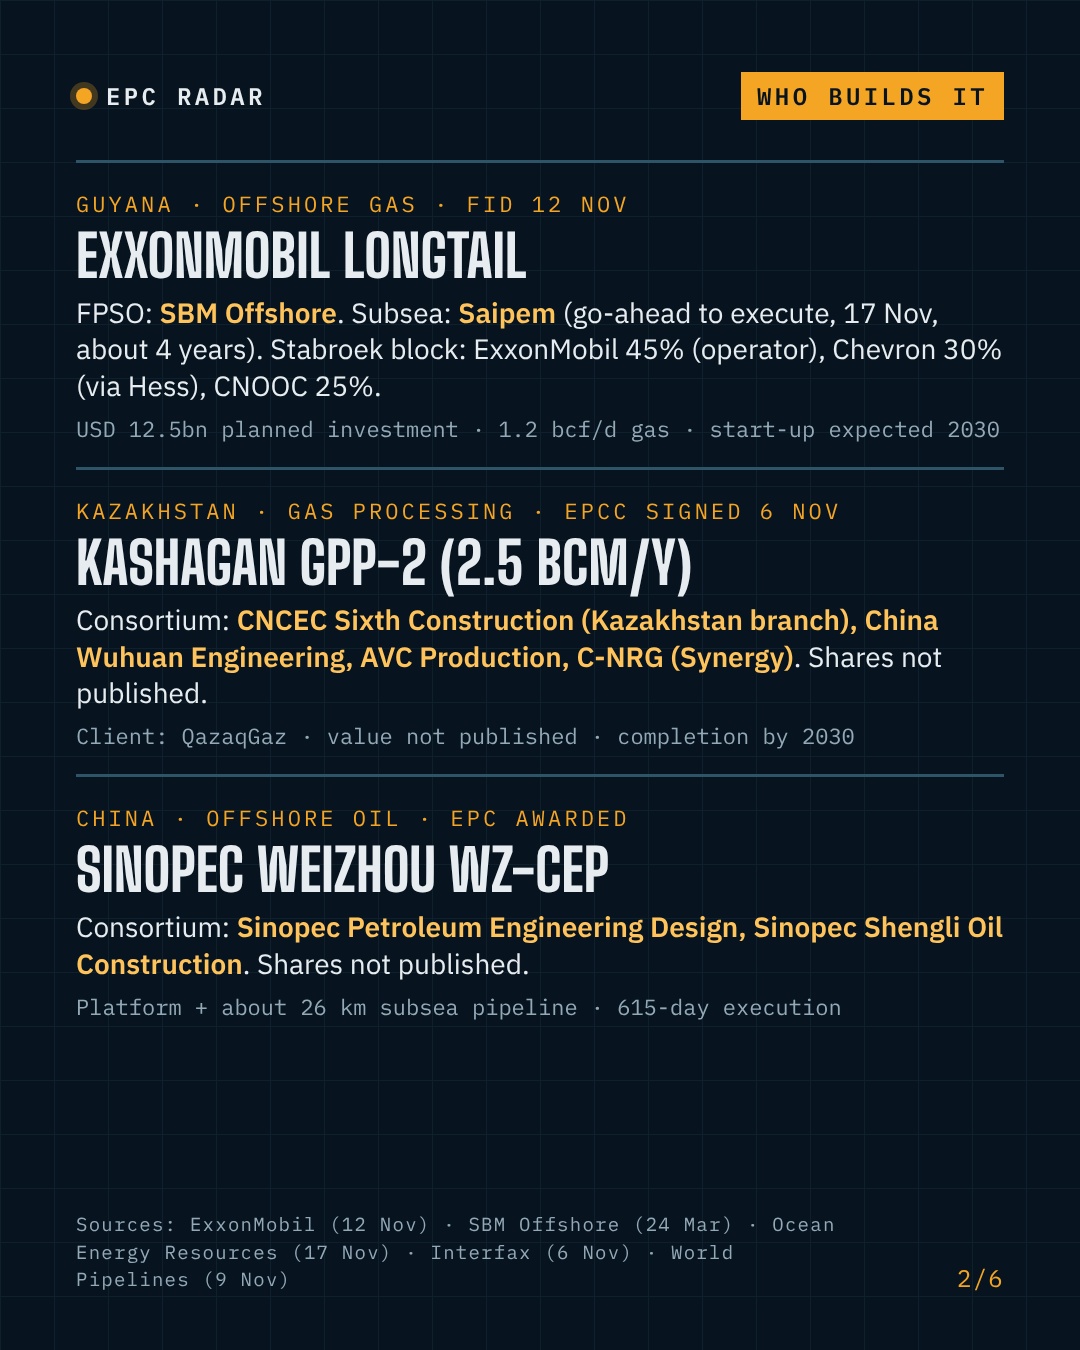 EPC RADAR
WHO BUILDS IT
GUYANA · OFFSHORE GAS · FID 12 NOV
EXXONMOBIL LONGTAIL
FPSO: SBM Offshore. Subsea: Saipem (go-ahead to execute, 17 Nov,
about 4 years). Stabroek block: ExxonMobil 45% (operator), Chevron 30%
(via Hess), CNOOC 25%.
USD 12.5bn planned investment · 1.2 bcf/d gas · start-up expected 2030
KAZAKHSTAN · GAS PROCESSING · EPCC SIGNED 6 NOV
KASHAGAN GPP-2 (2.5 BCM/Y)
Consortium: CNCEC Sixth Construction (Kazakhstan branch), China
Wuhuan Engineering, AVC Production, C-NRG (Synergy). Shares not
published.
Client: QazaqGaz · value not published · completion by 2030
CHINA · OFFSHORE OIL · EPC AWARDED
SINOPEC WEIZHOU WZ-CEP
Consortium: Sinopec Petroleum Engineering Design, Sinopec Shengli Oil
Construction. Shares not published.
Platform + about 26 km subsea pipeline · 615-day execution
Sources: ExxonMobil (12 Nov) · SBM Offshore (24 Mar) · Ocean
Energy Resources (17 Nov) · Interfax (6 Nov) · World
Pipelines (9 Nov)
2/6